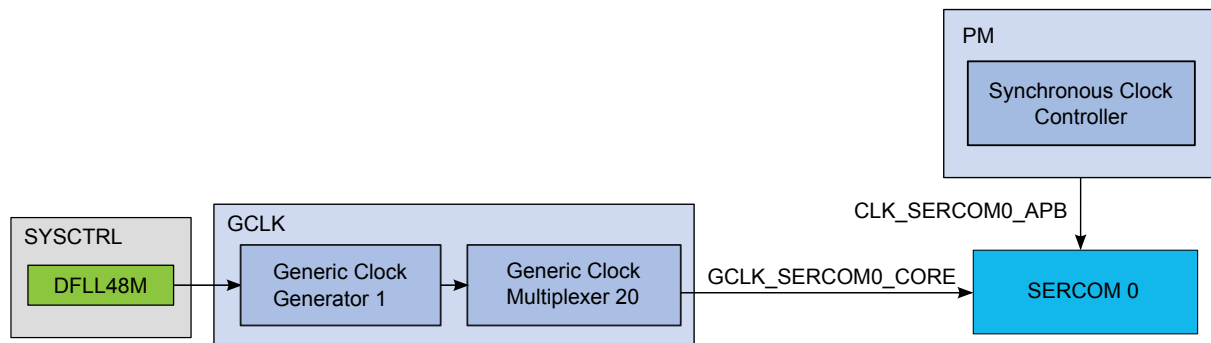 PM
Synchronous Clock
Controller
CLK_SERCOM0_APB
SYSCTRL
DFLL48M
GCLK
Generic Clock
Generator 1
Generic Clock
Multiplexer 20
GCLK_SERCOM0_CORE
SERCOM 0